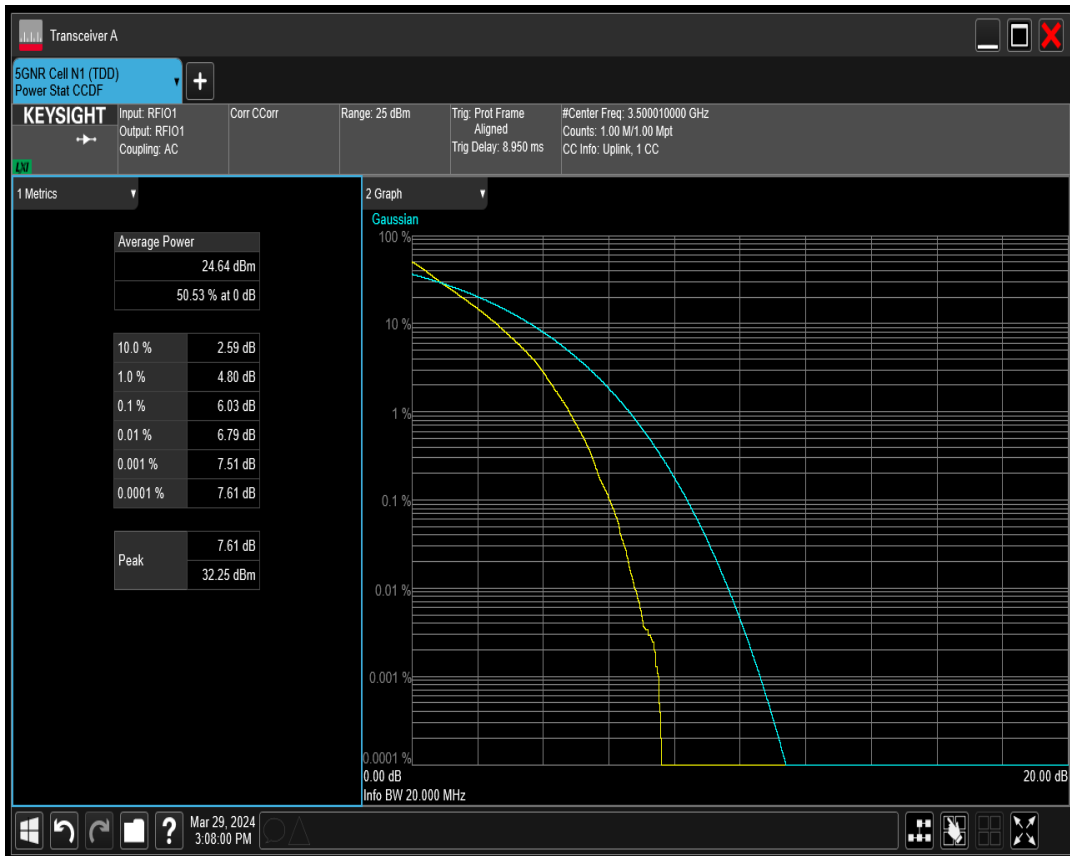 Transceiver A
5GNR Cell N1 (TDD)
Power Stat CCDF
+
KEYSIGHT
LXI
Input: RFIO1
Output: RFIO1
Coupling: AC
Corr CCorr
Range: 25 dBm
Trig: Prot Frame
Aligned
Trig Delay: 8.950 ms
#Center Freq: 3.500010000 GHz
Counts: 1.00 M/1.00 Mpt
CC Info: Uplink, 1 CC
1 Metrics
Average Power
24.64 dBm
50.53 % at 0 dB
10.0 % 2.59 dB
1.0 % 4.80 dB
0.1 % 6.03 dB
0.01 % 6.79 dB
0.001 % 7.51 dB
0.0001 % 7.61 dB
Peak 7.61 dB
32.25 dBm
2 Graph
Gaussian
100 %
10 %
1 %
0.1 %
0.01 %
0.001 %
0.0001 %
0.00 dB 20.00 dB
Info BW 20.000 MHz
?
Mar 29, 2024
3:08:00 PM